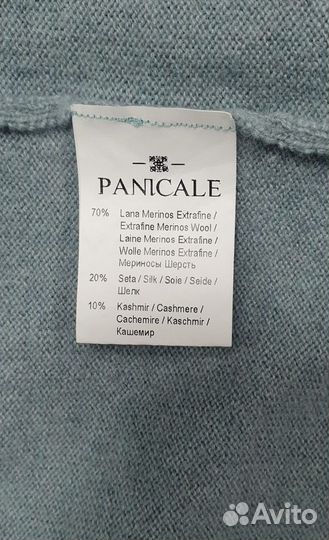 PANICALE
70% Lana Merinos Extrafine /
Extrafine Merinos Wool /
Laine Merinos Extrafine /
Wolle Merinos Extrafine /
Мериносы Шерсть
20% Seta / Silk / Soie / Seide /
Шелк
10% Kashmir / Cashmere /
Cachemire / Kaschmir /
Кашемир
Avito